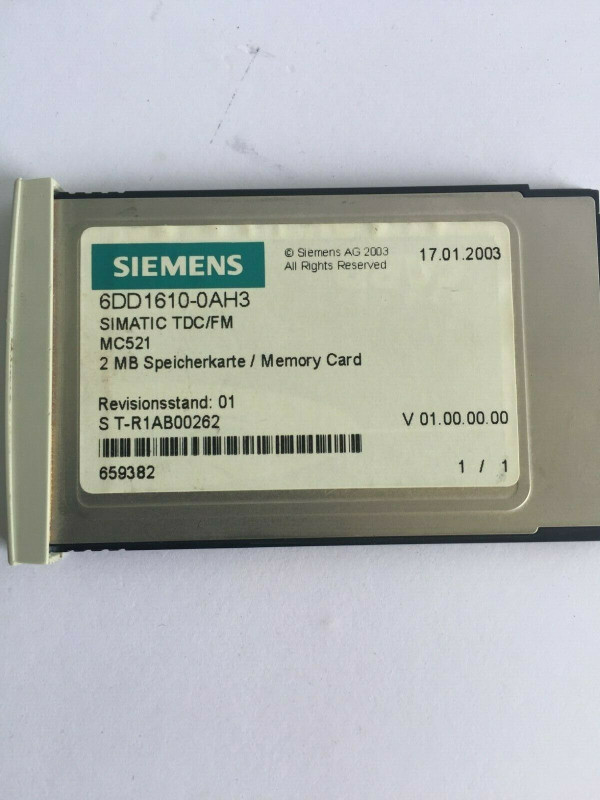 SIEMENS
© Siemens AG 2003
All Rights Reserved
17.01.2003
6DD1610-0AH3
SIMATIC TDC/FM
MC521
2 MB Speicherkarte / Memory Card
Revisionsstand: 01
S T-R1AB00262
V 01.00.00.00
659382
1 / 1